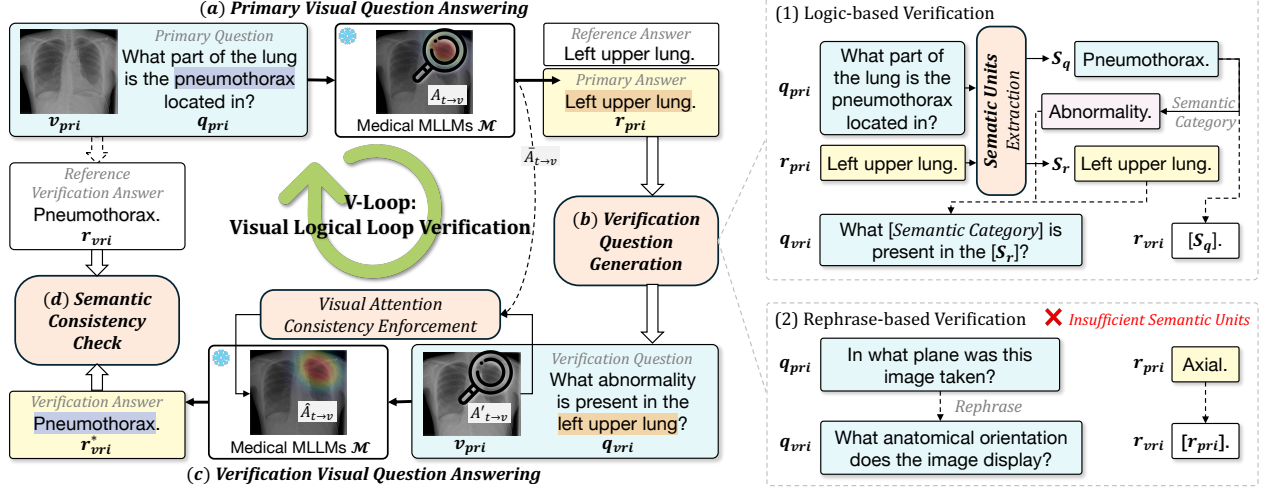 (a) Primary Visual Question Answering
Primary Question
What part of the lung
is the pneumothorax
located in?
v_pri
q_pri
A_{t→v}
Medical MLLMs M
Reference Answer
Left upper lung.
Primary Answer
Left upper lung.
r_pri
Ā_{t→v}
Reference
Verification Answer
Pneumothorax.
r_vri
V-Loop:
Visual Logical Loop Verification
(b) Verification
Question
Generation
(d) Semantic
Consistency
Check
Visual Attention
Consistency Enforcement
Verification Answer
Pneumothorax.
r*_vri
Â_{t→v}
Medical MLLMs M
A'_{t→v}
v_pri
Verification Question
What abnormality
is present in the
left upper lung?
q_vri
(c) Verification Visual Question Answering
(1) Logic-based Verification
q_pri
What part of
the lung is the
pneumothorax
located in?
r_pri
Left upper lung.
Sematic Units
Extraction
S_q
Pneumothorax.
Abnormality.
Semantic
Category
S_r
Left upper lung.
q_vri
What [Semantic Category] is
present in the [S_r]?
r_vri
[S_q].
(2) Rephrase-based Verification
Insufficient Semantic Units
q_pri
In what plane was this
image taken?
r_pri
Axial.
Rephrase
q_vri
What anatomical orientation
does the image display?
r_vri
[r_pri].